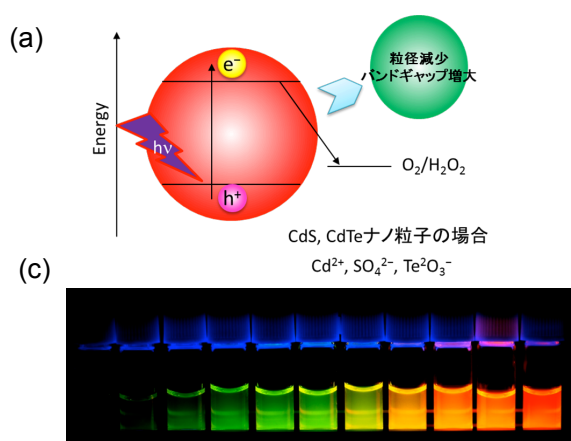 (a)
Energy
e⁻
hν
h⁺
粒径減少
バンドギャップ増大
O₂/H₂O₂
CdS, CdTeナノ粒子の場合
Cd²⁺, SO₄²⁻, Te²O₃⁻
(c)